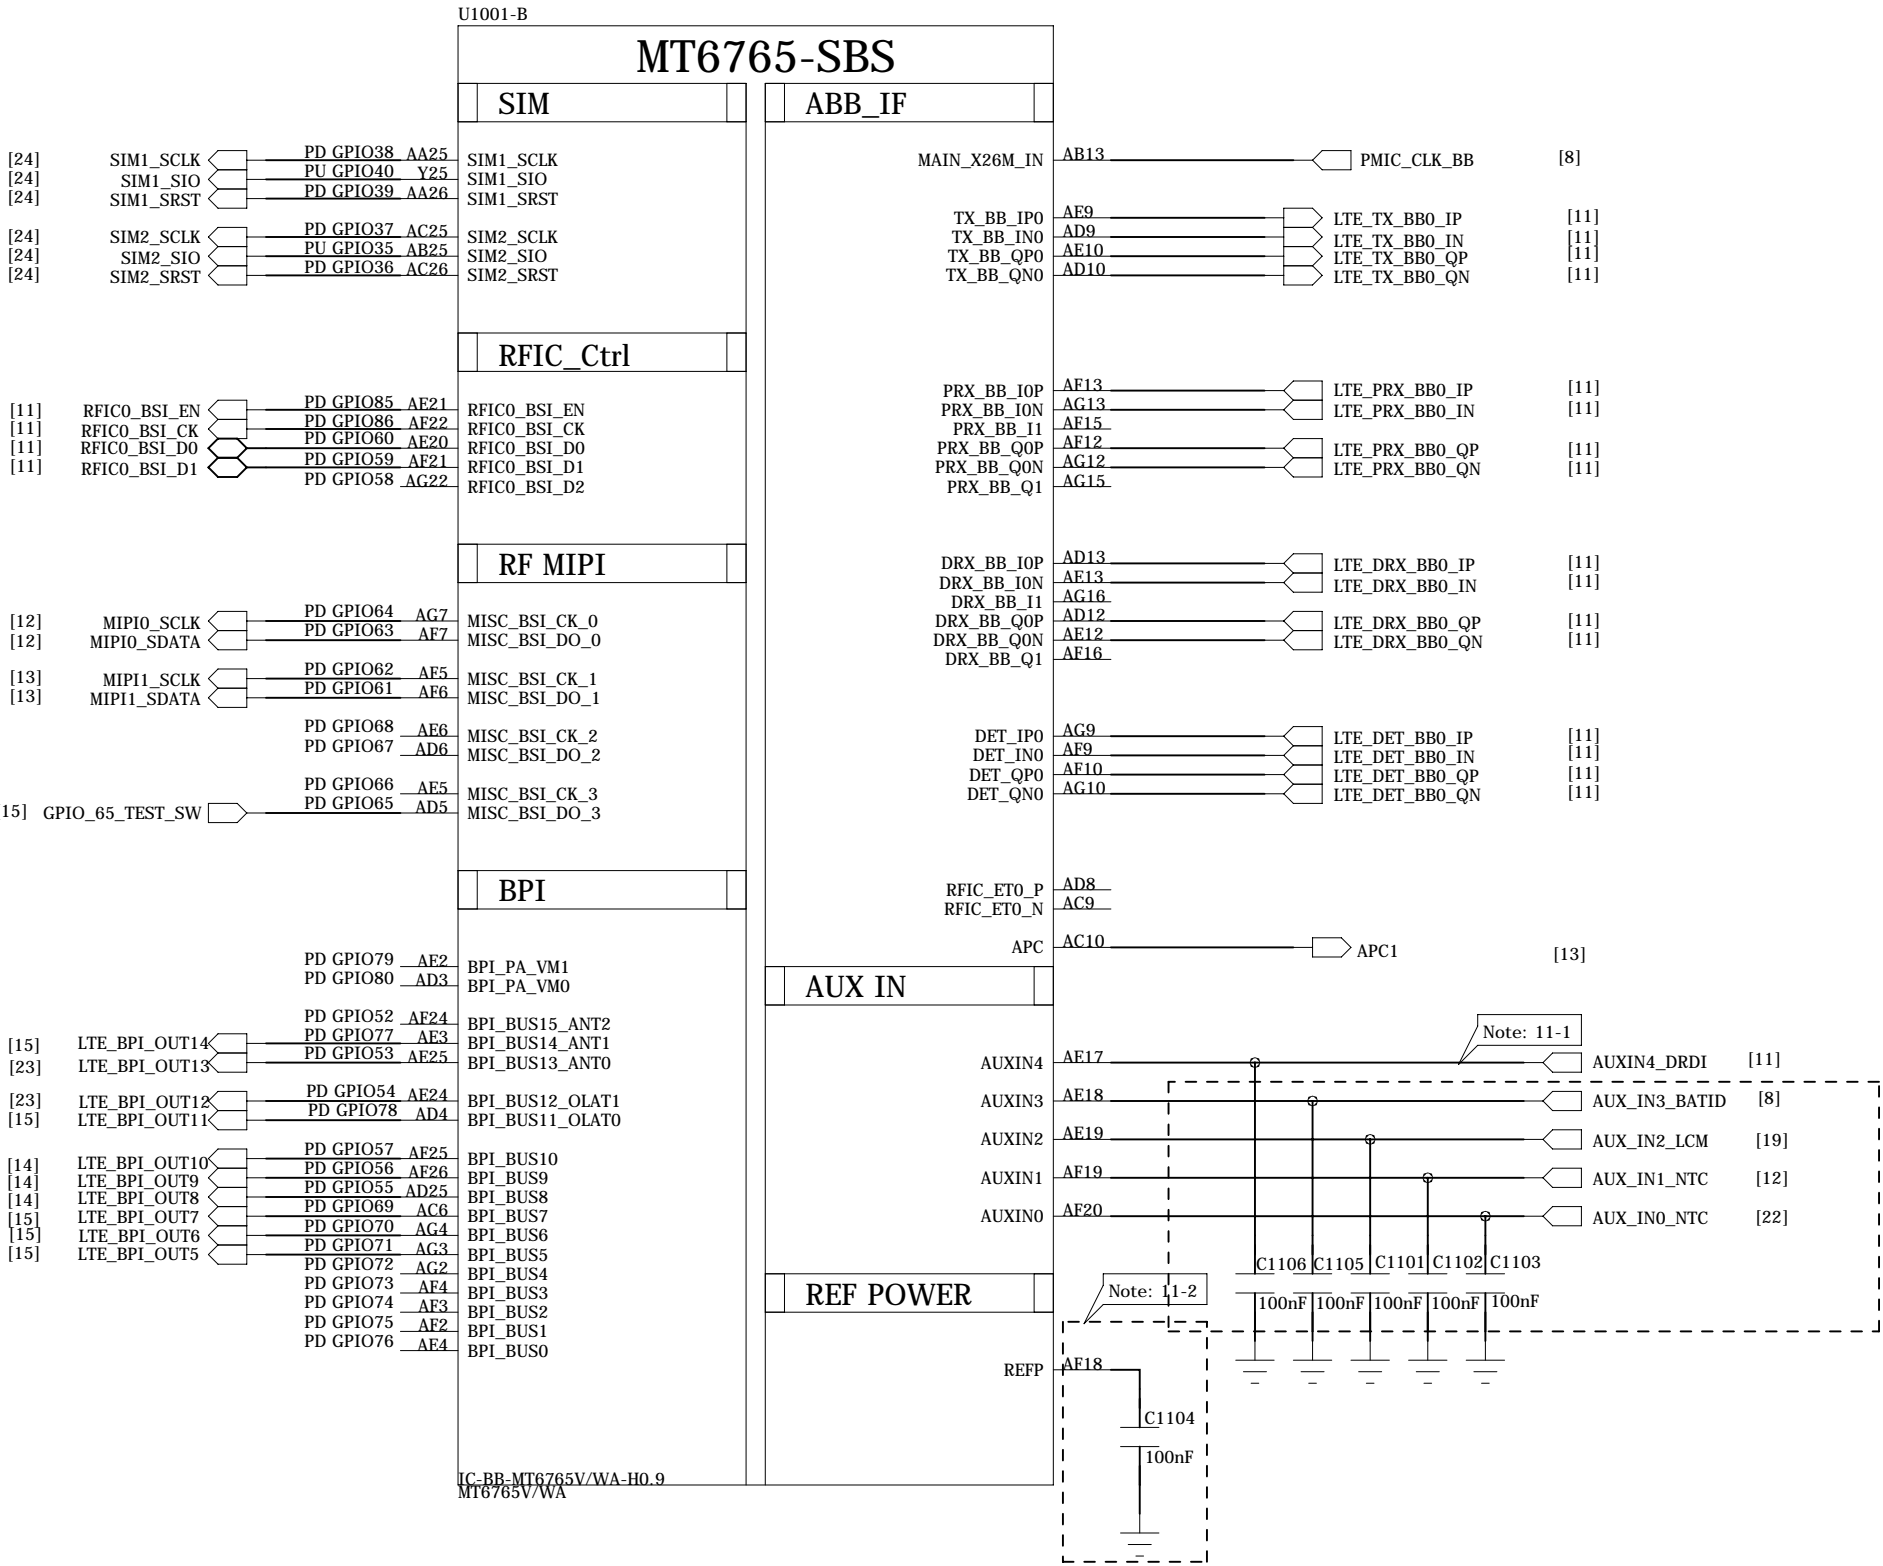 U1001-B
MT6765-SBS
SIM
ABB_IF
[24] SIM1_SCLK PD GPIO38 AA25 SIM1_SCLK
[24] SIM1_SIO PU GPIO40 Y25 SIM1_SIO
[24] SIM1_SRST PD GPIO39 AA26 SIM1_SRST
[24] SIM2_SCLK PD GPIO37 AC25 SIM2_SCLK
[24] SIM2_SIO PU GPIO35 AB25 SIM2_SIO
[24] SIM2_SRST PD GPIO36 AC26 SIM2_SRST
RFIC_Ctrl
[11] RFIC0_BSI_EN PD GPIO85 AE21 RFIC0_BSI_EN
[11] RFIC0_BSI_CK PD GPIO86 AF22 RFIC0_BSI_CK
[11] RFIC0_BSI_D0 PD GPIO60 AE20 RFIC0_BSI_D0
[11] RFIC0_BSI_D1 PD GPIO59 AF21 RFIC0_BSI_D1
PD GPIO58 AG22 RFIC0_BSI_D2
RF MIPI
[12] MIPI0_SCLK PD GPIO64 AG7 MISC_BSI_CK_0
[12] MIPI0_SDATA PD GPIO63 AF7 MISC_BSI_DO_0
[13] MIPI1_SCLK PD GPIO62 AF5 MISC_BSI_CK_1
[13] MIPI1_SDATA PD GPIO61 AF6 MISC_BSI_DO_1
PD GPIO68 AE6 MISC_BSI_CK_2
PD GPIO67 AD6 MISC_BSI_DO_2
PD GPIO66 AE5 MISC_BSI_CK_3
15] GPIO_65_TEST_SW PD GPIO65 AD5 MISC_BSI_DO_3
BPI
PD GPIO79 AE2 BPI_PA_VM1
PD GPIO80 AD3 BPI_PA_VM0
PD GPIO52 AF24 BPI_BUS15_ANT2
[15] LTE_BPI_OUT14 PD GPIO77 AE3 BPI_BUS14_ANT1
[23] LTE_BPI_OUT13 PD GPIO53 AE25 BPI_BUS13_ANT0
[23] LTE_BPI_OUT12 PD GPIO54 AE24 BPI_BUS12_OLAT1
[15] LTE_BPI_OUT11 PD GPIO78 AD4 BPI_BUS11_OLAT0
[14] LTE_BPI_OUT10 PD GPIO57 AF25 BPI_BUS10
[14] LTE_BPI_OUT9 PD GPIO56 AF26 BPI_BUS9
[14] LTE_BPI_OUT8 PD GPIO55 AD25 BPI_BUS8
[15] LTE_BPI_OUT7 PD GPIO69 AC6 BPI_BUS7
[15] LTE_BPI_OUT6 PD GPIO70 AG4 BPI_BUS6
[15] LTE_BPI_OUT5 PD GPIO71 AG3 BPI_BUS5
PD GPIO72 AG2 BPI_BUS4
PD GPIO73 AF4 BPI_BUS3
PD GPIO74 AF3 BPI_BUS2
PD GPIO75 AF2 BPI_BUS1
PD GPIO76 AE4 BPI_BUS0
IC-BB-MT6765V/WA-H0.9
MT6765V/WA
MAIN_X26M_IN AB13 PMIC_CLK_BB [8]
TX_BB_IP0 AE9 LTE_TX_BB0_IP [11]
TX_BB_IN0 AD9 LTE_TX_BB0_IN [11]
TX_BB_QP0 AE10 LTE_TX_BB0_QP [11]
TX_BB_QN0 AD10 LTE_TX_BB0_QN [11]
PRX_BB_I0P AF13 LTE_PRX_BB0_IP [11]
PRX_BB_I0N AG13 LTE_PRX_BB0_IN [11]
PRX_BB_I1 AF15
PRX_BB_Q0P AF12 LTE_PRX_BB0_QP [11]
PRX_BB_Q0N AG12 LTE_PRX_BB0_QN [11]
PRX_BB_Q1 AG15
DRX_BB_I0P AD13 LTE_DRX_BB0_IP [11]
DRX_BB_I0N AE13 LTE_DRX_BB0_IN [11]
DRX_BB_I1 AG16
DRX_BB_Q0P AD12 LTE_DRX_BB0_QP [11]
DRX_BB_Q0N AE12 LTE_DRX_BB0_QN [11]
DRX_BB_Q1 AF16
DET_IP0 AG9 LTE_DET_BB0_IP [11]
DET_IN0 AF9 LTE_DET_BB0_IN [11]
DET_QP0 AF10 LTE_DET_BB0_QP [11]
DET_QN0 AG10 LTE_DET_BB0_QN [11]
RFIC_ET0_P AD8
RFIC_ET0_N AC9
APC AC10 APC1 [13]
AUX IN
Note: 11-1
AUXIN4 AE17 AUXIN4_DRDI [11]
AUXIN3 AE18 AUX_IN3_BATID [8]
AUXIN2 AE19 AUX_IN2_LCM [19]
AUXIN1 AF19 AUX_IN1_NTC [12]
AUXIN0 AF20 AUX_IN0_NTC [22]
C1106 C1105 C1101 C1102 C1103
100nF 100nF 100nF 100nF 100nF
REF POWER
Note: 11-2
REFP AF18
C1104
100nF